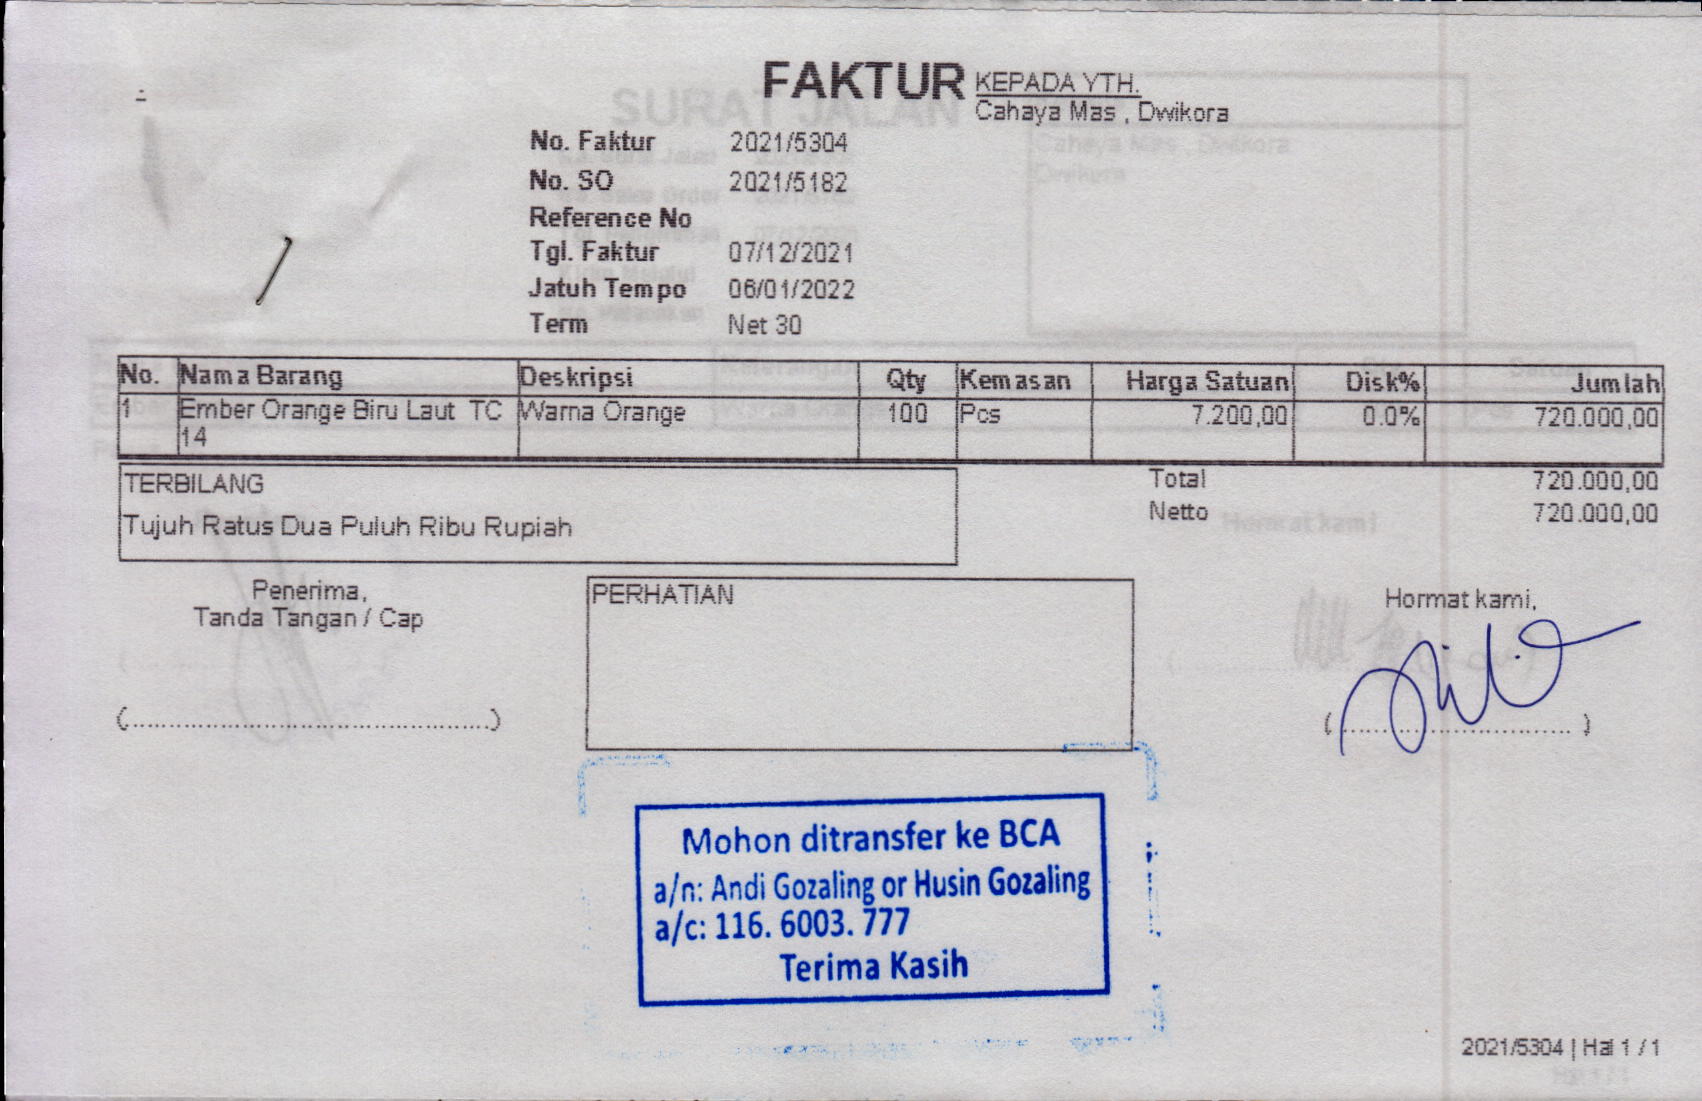 FAKTUR
KEPADA YTH.
Cahaya Mas , Dwikora
No. Faktur 2021/5304
No. SO 2021/5182
Reference No
Tgl. Faktur 07/12/2021
Jatuh Tempo 06/01/2022
Term Net 30
No. Nama Barang Deskripsi Qty Kemasan Harga Satuan Disk% Jumlah
1 Ember Orange Biru Laut TC Warna Orange 100 Pcs 7.200,00 0.0% 720.000,00
14
TERBILANG
Tujuh Ratus Dua Puluh Ribu Rupiah
Total 720.000,00
Netto 720.000,00
Penerima,
Tanda Tangan / Cap
(....................................................)
PERHATIAN
Hormat kami,
(...................................)
Mohon ditransfer ke BCA
a/n: Andi Gozaling or Husin Gozaling
a/c: 116. 6003. 777
Terima Kasih
2021/5304 | Hal 1 / 1